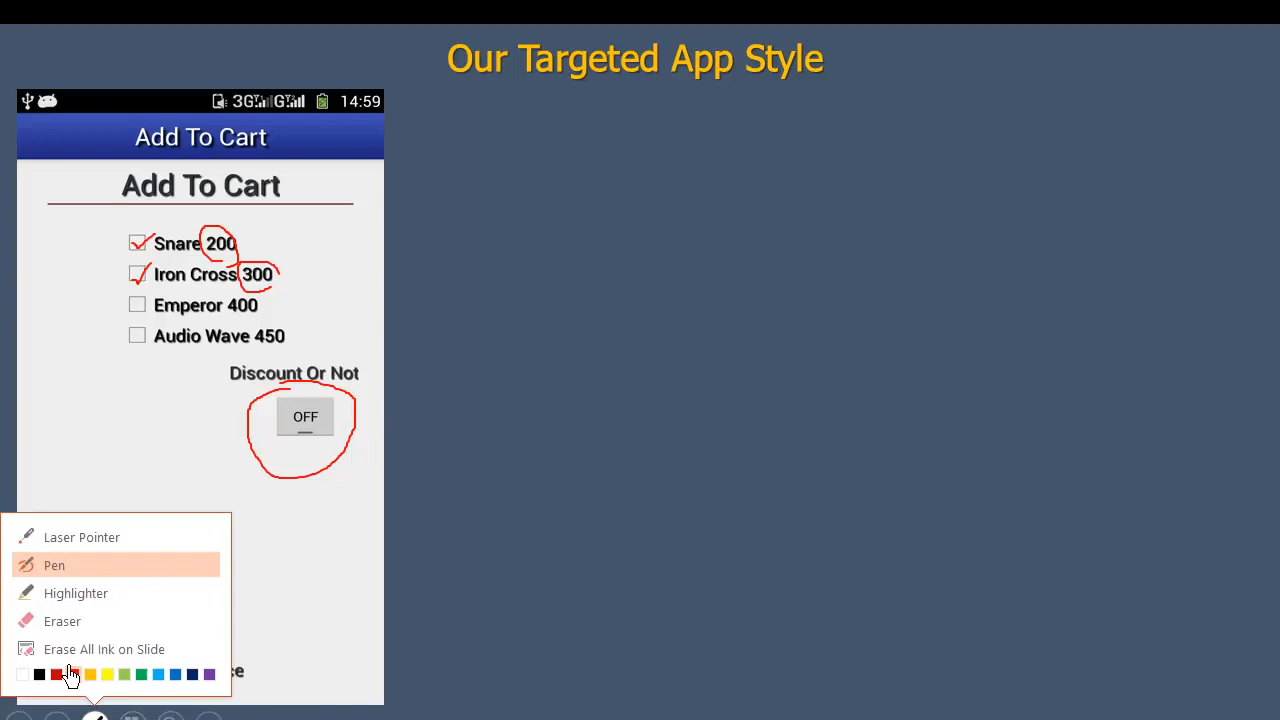 Our Targeted App Style
3G G 14:59
Add To Cart
Add To Cart
Snare 200
Iron Cross 300
Emperor 400
Audio Wave 450
Discount Or Not
OFF
Laser Pointer
Pen
Highlighter
Eraser
Erase All Ink on Slide